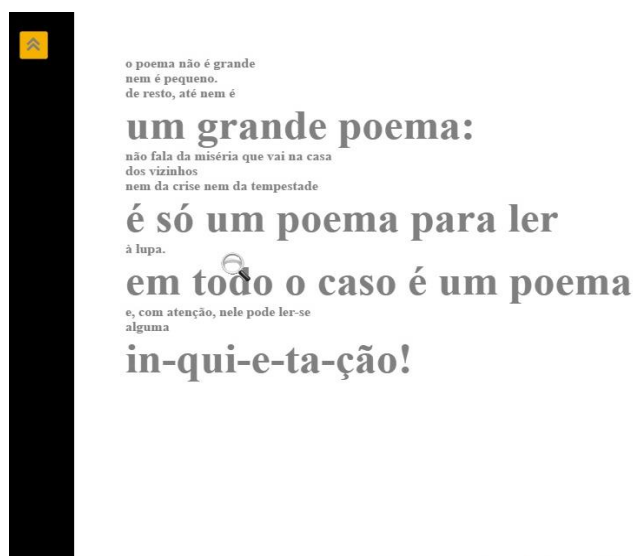 o poema não é grande
nem é pequeno.
de resto, até nem é
um grande poema:
não fala da miséria que vai na casa
dos vizinhos
nem da crise nem da tempestade
é só um poema para ler
à lupa.
em todo o caso é um poema
e, com atenção, nele pode ler-se
alguma
in-qui-e-ta-ção!